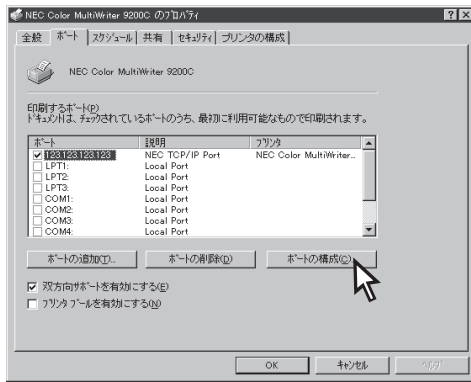 NEC Color MultiWriter 9200C のプロパティ
全般 ポート スケジュール 共有 セキュリティ プリンタの構成
NEC Color MultiWriter 9200C
印刷するポート(P)
ドキュメントは、チェックされているポートのうち、最初に利用可能なもので印刷されます。
ポート 説明 プリンタ
123.123.123.123 NEC TCP/IP Port NEC Color MultiWriter...
LPT1: Local Port
LPT2: Local Port
LPT3: Local Port
COM1: Local Port
COM2: Local Port
COM3: Local Port
COM4: Local Port
ポートの追加(T)... ポートの削除(D) ポートの構成(C)...
双方向サポートを有効にする(E)
プリンタ プールを有効にする(N)
OK キャンセル ヘルプ